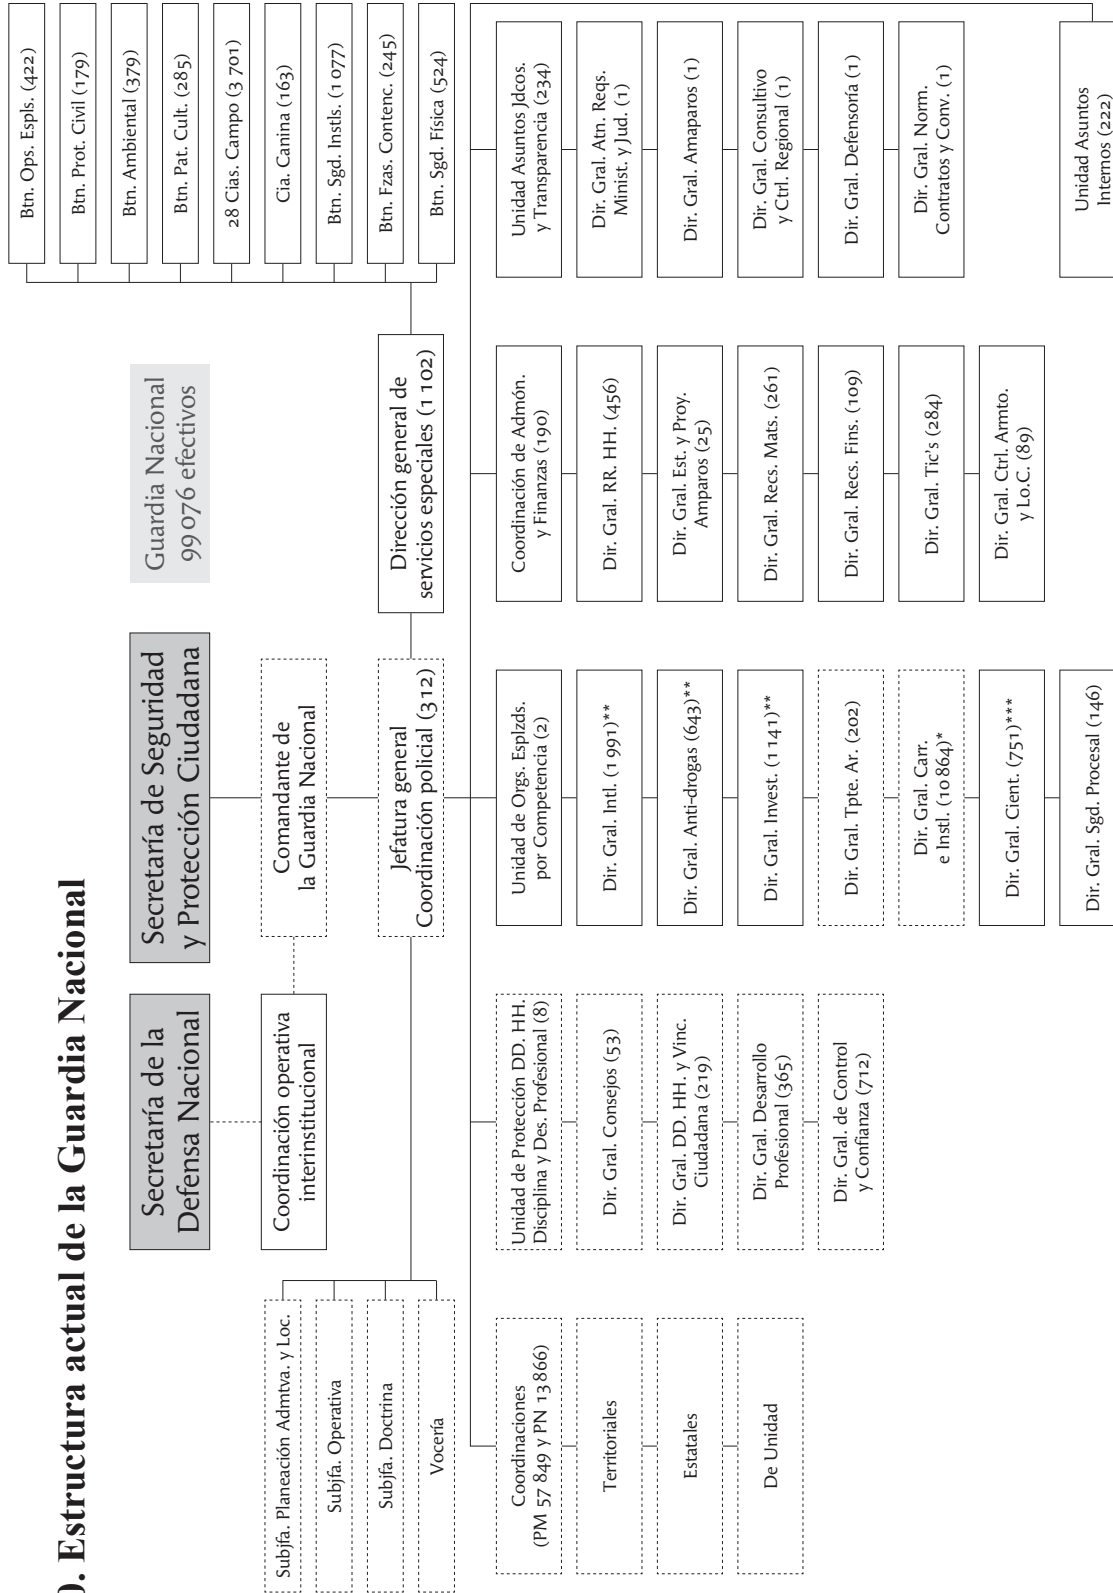 ). Estructura actual de la Guardia Nacional
Secretaría de la
Defensa Nacional
Secretaría de Seguridad
y Protección Ciudadana
Guardia Nacional
99 076 efectivos
Coordinación operativa
interinstitucional
Comandante de
la Guardia Nacional
Subjfa. Planeación Admtva. y Loc.
Subjfa. Operativa
Subjfa. Doctrina
Vocería
Jefatura general
Coordinación policial (312)
Dirección general de
servicios especiales (1 102)
Btn. Ops. Espls. (422)
Btn. Prot. Civil (179)
Btn. Ambiental (379)
Btn. Pat. Cult. (285)
28 Cias. Campo (3 701)
Cia. Canina (163)
Btn. Sgd. Instls. (1 077)
Btn. Fzas. Contenc. (245)
Btn. Sgd. Física (524)
Coordinaciones
(PM 57 849 y PN 13 866)
Territoriales
Estatales
De Unidad
Unidad de Protección DD. HH.
Disciplina y Des. Profesional (8)
Dir. Gral. Consejos (53)
Dir. Gral. DD. HH. y Vinc.
Ciudadana (219)
Dir. Gral. Desarrollo
Profesional (365)
Dir. Gral. de Control
y Confianza (712)
Unidad de Orgs. Esplzds.
por Competencia (2)
Dir. Gral. Intl. (1 991)**
Dir. Gral. Anti-drogas (643)**
Dir. Gral. Invest. (1 141)**
Dir. Gral. Tpte. Ar. (202)
Dir. Gral. Carr.
e Instl. (10 864)*
Dir. Gral. Cient. (751)***
Dir. Gral. Sgd. Procesal (146)
Coordinación de Admón.
y Finanzas (190)
Dir. Gral. RR. HH. (456)
Dir. Gral. Est. y Proy.
Amparos (25)
Dir. Gral. Recs. Mats. (261)
Dir. Gral. Recs. Fins. (109)
Dir. Gral. Tic's (284)
Dir. Gral. Ctrl. Armto.
y Lo.C. (89)
Unidad Asuntos Jdcos.
y Transparencia (234)
Dir. Gral. Atn. Reqs.
Minist. y Jud. (1)
Dir. Gral. Amaparos (1)
Dir. Gral. Consultivo
y Ctrl. Regional (1)
Dir. Gral. Defensoría (1)
Dir. Gral. Norm.
Contratos y Conv. (1)
Unidad Asuntos
Internos (222)